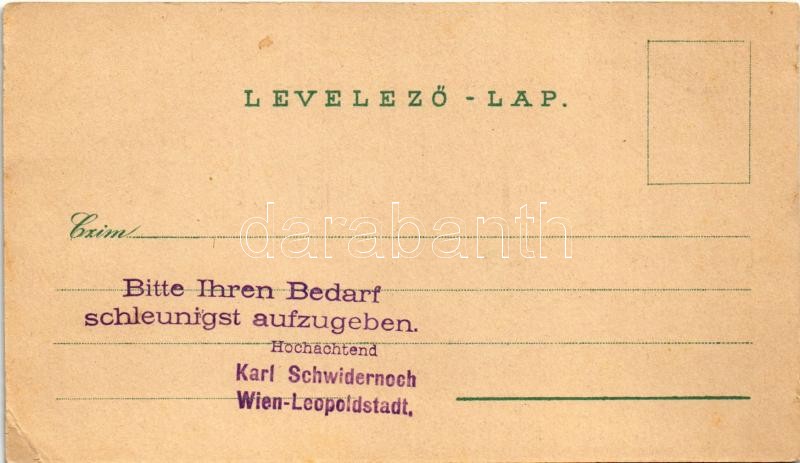 LEVELEZŐ - LAP.
Czim
darabanth
Bitte Ihren Bedarf
schleunigst aufzugeben.
Hochachtend
Karl Schwidernoch
Wien-Leopoldstadt.